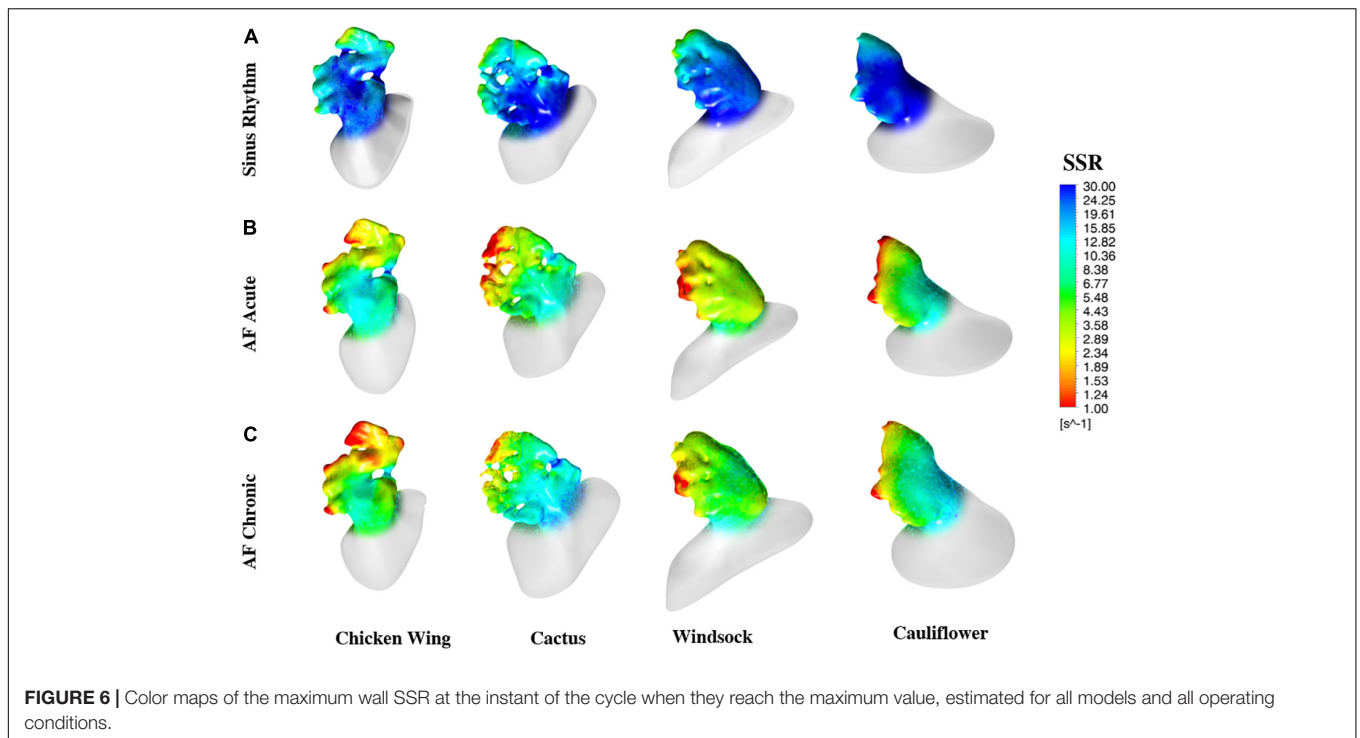 A
Sinus Rhythm
B
AF Acute
C
AF Chronic
SSR
30.00
24.25
19.61
15.85
12.82
10.36
8.38
6.77
5.48
4.43
3.58
2.89
2.34
1.89
1.53
1.24
1.00
[s^-1]
Chicken Wing
Cactus
Windsock
Cauliflower
FIGURE 6 | Color maps of the maximum wall SSR at the instant of the cycle when they reach the maximum value, estimated for all models and all operating
conditions.